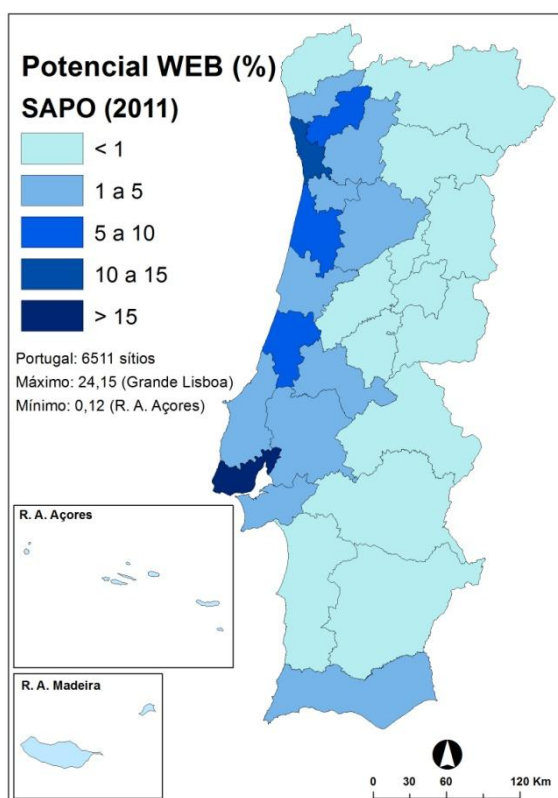 Potencial WEB (%)
SAPO (2011)
< 1
1 a 5
5 a 10
10 a 15
> 15
Portugal: 6511 sítios
Máximo: 24,15 (Grande Lisboa)
Mínimo: 0,12 (R. A. Açores)
R. A. Açores
R. A. Madeira
0 30 60 120 Km